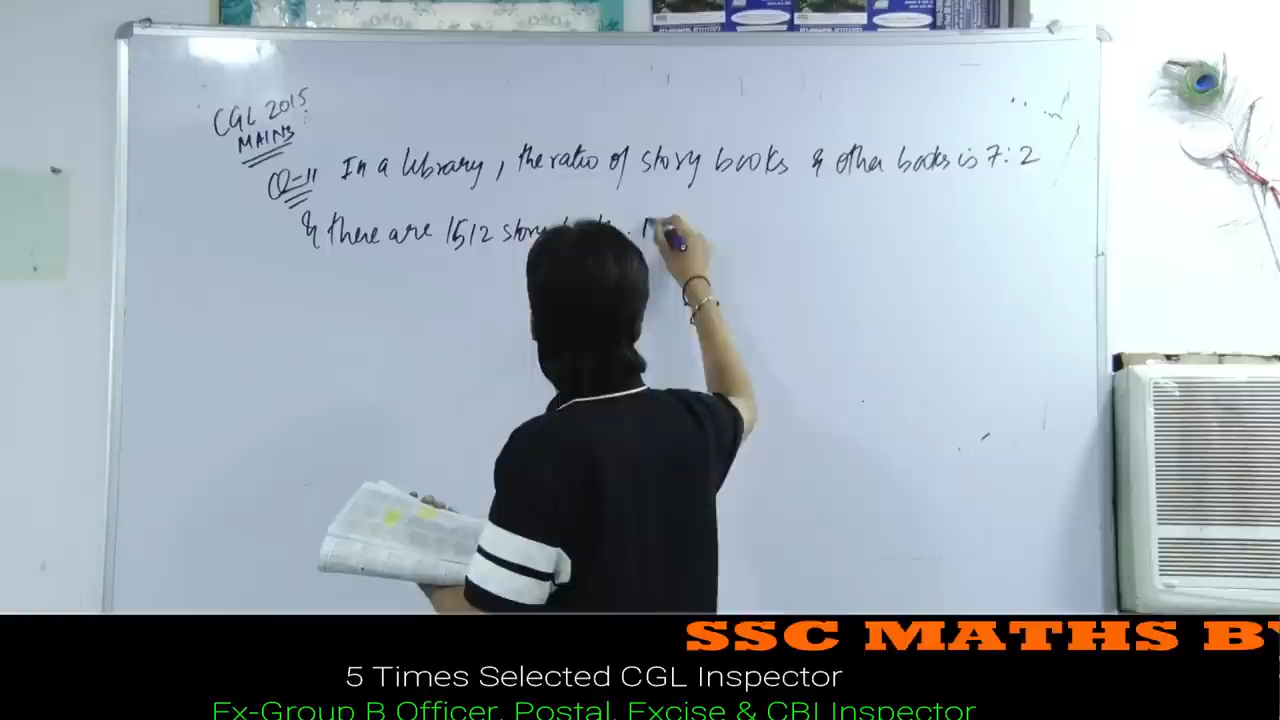 CGL 2015
MAINS
Q-11 In a library, the ratio of story books & other books is 7:2
& there are 1512 story
SSC MATHS BY
5 Times Selected CGL Inspector
Ex-Group B Officer, Postal, Excise & CBI Inspector